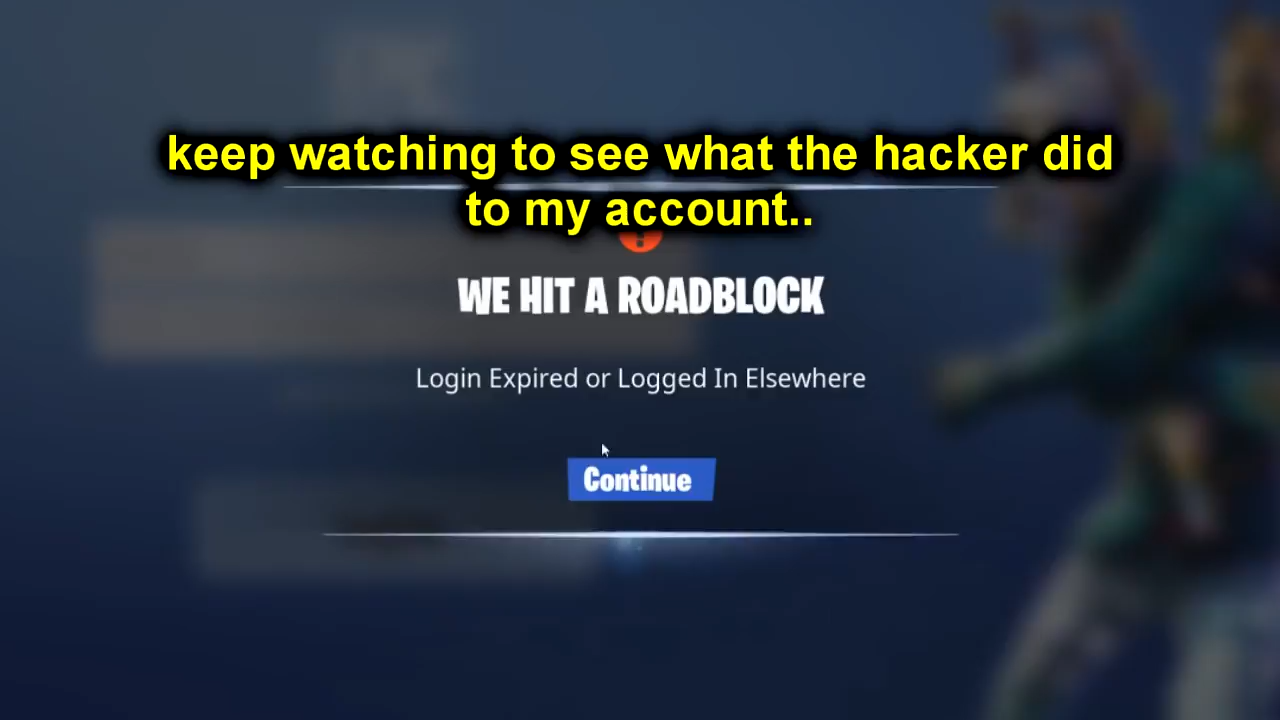 keep watching to see what the hacker did
to my account..
WE HIT A ROADBLOCK
Login Expired or Logged In Elsewhere
Continue